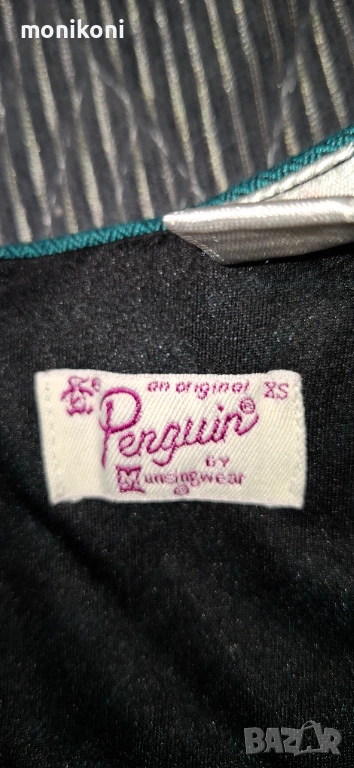 monikoni
an original XS
Penguin®
BY
Munsingwear
BAZAR